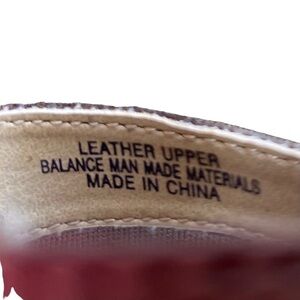 LEATHER UPPER
BALANCE MAN MADE MATERIALS
MADE IN CHINA